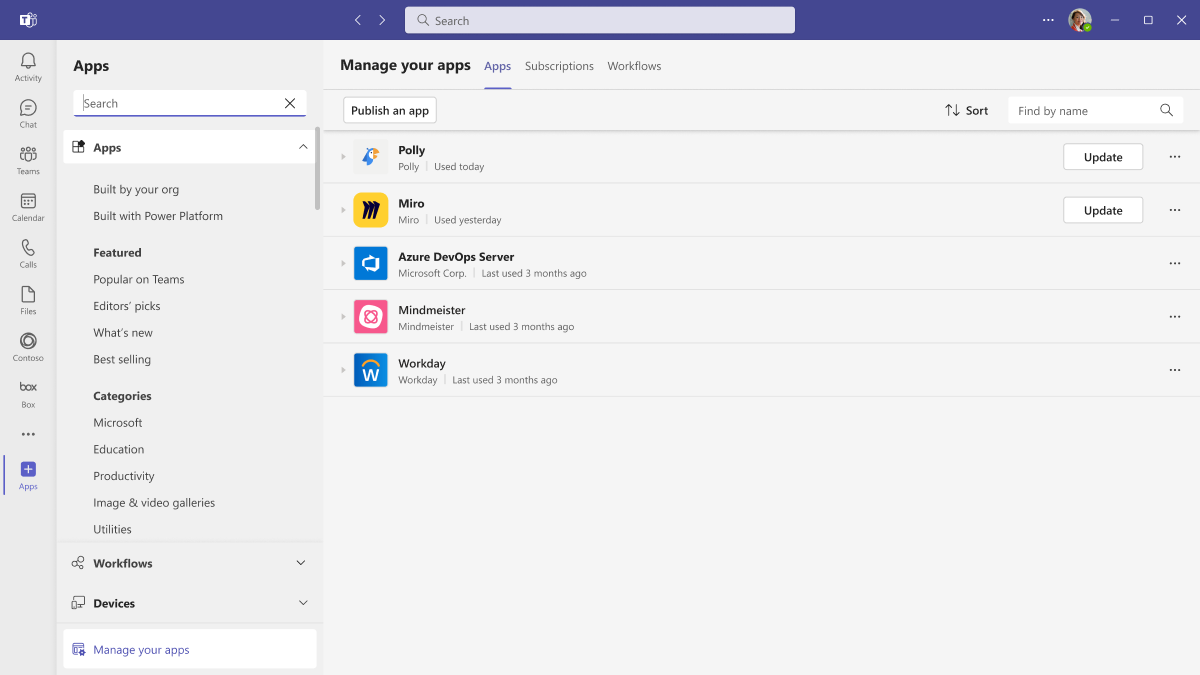 Search
Activity
Chat
Teams
Calendar
Calls
Files
Contoso
box
Box
Apps
Apps
Search
Apps
Built by your org
Built with Power Platform
Featured
Popular on Teams
Editors’ picks
What’s new
Best selling
Categories
Microsoft
Education
Productivity
Image & video galleries
Utilities
Workflows
Devices
Manage your apps
Manage your apps Apps Subscriptions Workflows
Publish an app Sort Find by name
Polly
Polly | Used today
Update
Miro
Miro | Used yesterday
Update
Azure DevOps Server
Microsoft Corp. | Last used 3 months ago
Mindmeister
Mindmeister | Last used 3 months ago
W
Workday
Workday | Last used 3 months ago